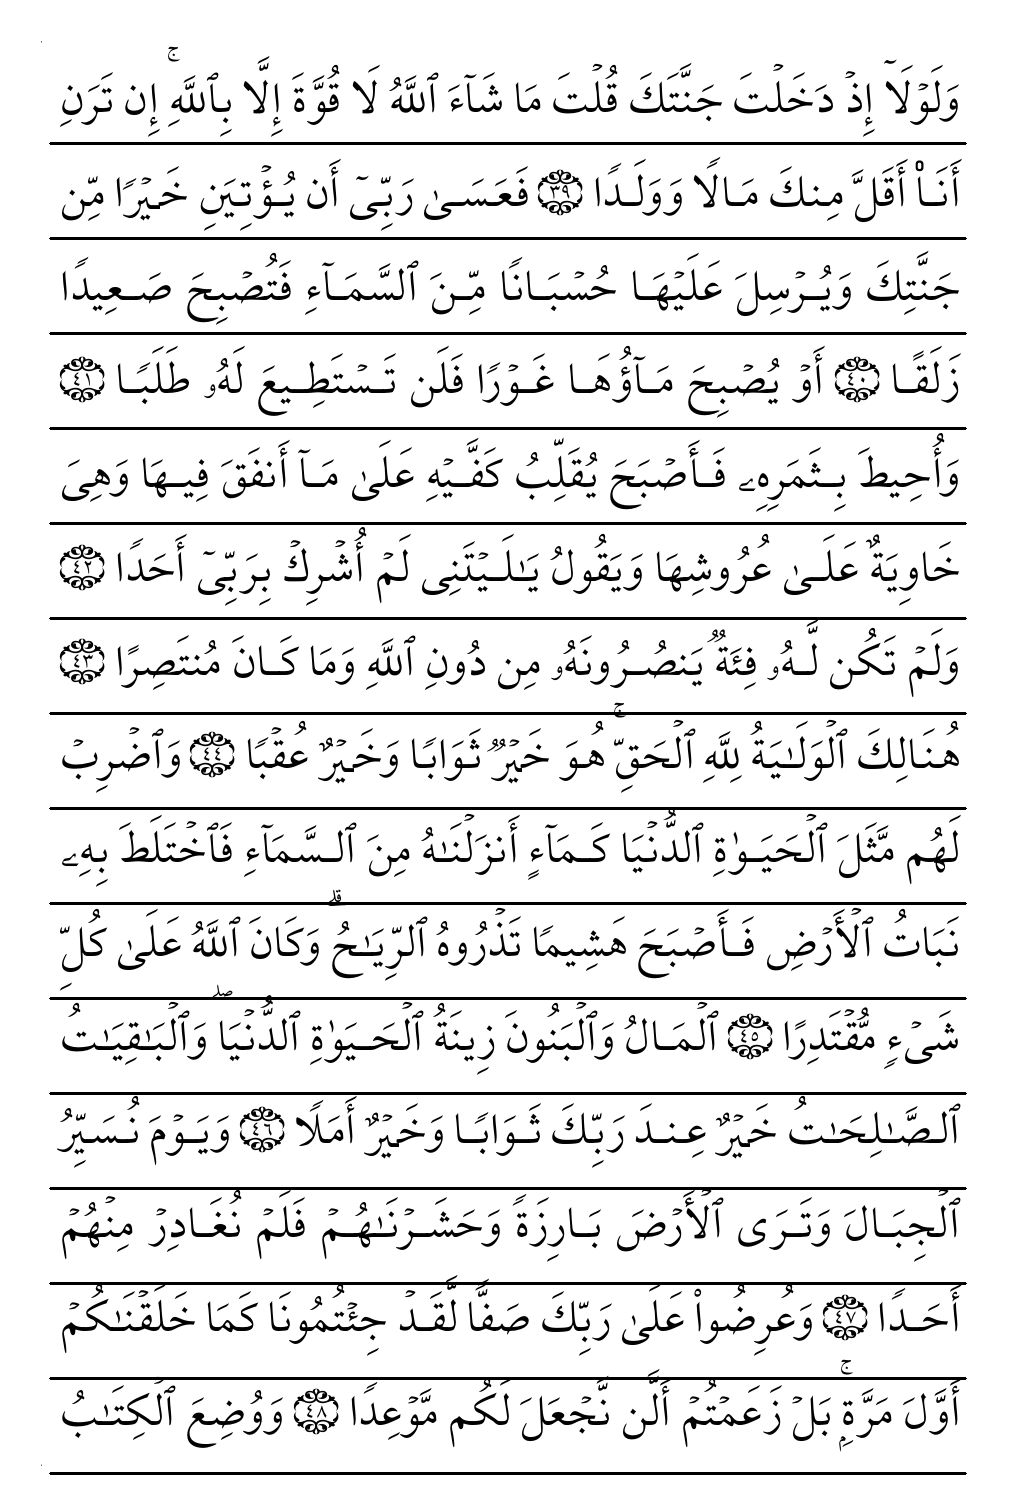 وَلَوۡلَآ إِذۡ دَخَلۡتَ جَنَّتَكَ قُلۡتَ مَا شَآءَ ٱللَّهُ لَا قُوَّةَ إِلَّا بِٱللَّهِۚ إِن تَرَنِ
أَنَا۠ أَقَلَّ مِنكَ مَالٗا وَوَلَدٗا ٣٩ فَعَسَىٰ رَبِّيٓ أَن يُؤۡتِيَنِ خَيۡرٗا مِّن
جَنَّتِكَ وَيُرۡسِلَ عَلَيۡهَا حُسۡبَانٗا مِّنَ ٱلسَّمَآءِ فَتُصۡبِحَ صَعِيدٗا
زَلَقًا ٤٠ أَوۡ يُصۡبِحَ مَآؤُهَا غَوۡرٗا فَلَن تَسۡتَطِيعَ لَهُۥ طَلَبٗا ٤١
وَأُحِيطَ بِثَمَرِهِۦ فَأَصۡبَحَ يُقَلِّبُ كَفَّيۡهِ عَلَىٰ مَآ أَنفَقَ فِيهَا وَهِيَ
خَاوِيَةٌ عَلَىٰ عُرُوشِهَا وَيَقُولُ يَٰلَيۡتَنِي لَمۡ أُشۡرِكۡ بِرَبِّيٓ أَحَدٗا ٤٢
وَلَمۡ تَكُن لَّهُۥ فِئَةٞ يَنصُرُونَهُۥ مِن دُونِ ٱللَّهِ وَمَا كَانَ مُنتَصِرًا ٤٣
هُنَالِكَ ٱلۡوَلَٰيَةُ لِلَّهِ ٱلۡحَقِّۚ هُوَ خَيۡرٞ ثَوَابٗا وَخَيۡرٌ عُقۡبٗا ٤٤ وَٱضۡرِبۡ
لَهُم مَّثَلَ ٱلۡحَيَوٰةِ ٱلدُّنۡيَا كَمَآءٍ أَنزَلۡنَٰهُ مِنَ ٱلسَّمَآءِ فَٱخۡتَلَطَ بِهِۦ
نَبَاتُ ٱلۡأَرۡضِ فَأَصۡبَحَ هَشِيمٗا تَذۡرُوهُ ٱلرِّيَٰحُۗ وَكَانَ ٱللَّهُ عَلَىٰ كُلِّ
شَيۡءٖ مُّقۡتَدِرًا ٤٥ ٱلۡمَالُ وَٱلۡبَنُونَ زِينَةُ ٱلۡحَيَوٰةِ ٱلدُّنۡيَاۖ وَٱلۡبَٰقِيَٰتُ
ٱلصَّٰلِحَٰتُ خَيۡرٌ عِندَ رَبِّكَ ثَوَابٗا وَخَيۡرٌ أَمَلٗا ٤٦ وَيَوۡمَ نُسَيِّرُ
ٱلۡجِبَالَ وَتَرَى ٱلۡأَرۡضَ بَارِزَةٗ وَحَشَرۡنَٰهُمۡ فَلَمۡ نُغَادِرۡ مِنۡهُمۡ
أَحَدٗا ٤٧ وَعُرِضُواْ عَلَىٰ رَبِّكَ صَفّٗا لَّقَدۡ جِئۡتُمُونَا كَمَا خَلَقۡنَٰكُمۡ
أَوَّلَ مَرَّةِۭۚ بَلۡ زَعَمۡتُمۡ أَلَّن نَّجۡعَلَ لَكُم مَّوۡعِدٗا ٤٨ وَوُضِعَ ٱلۡكِتَٰبُ